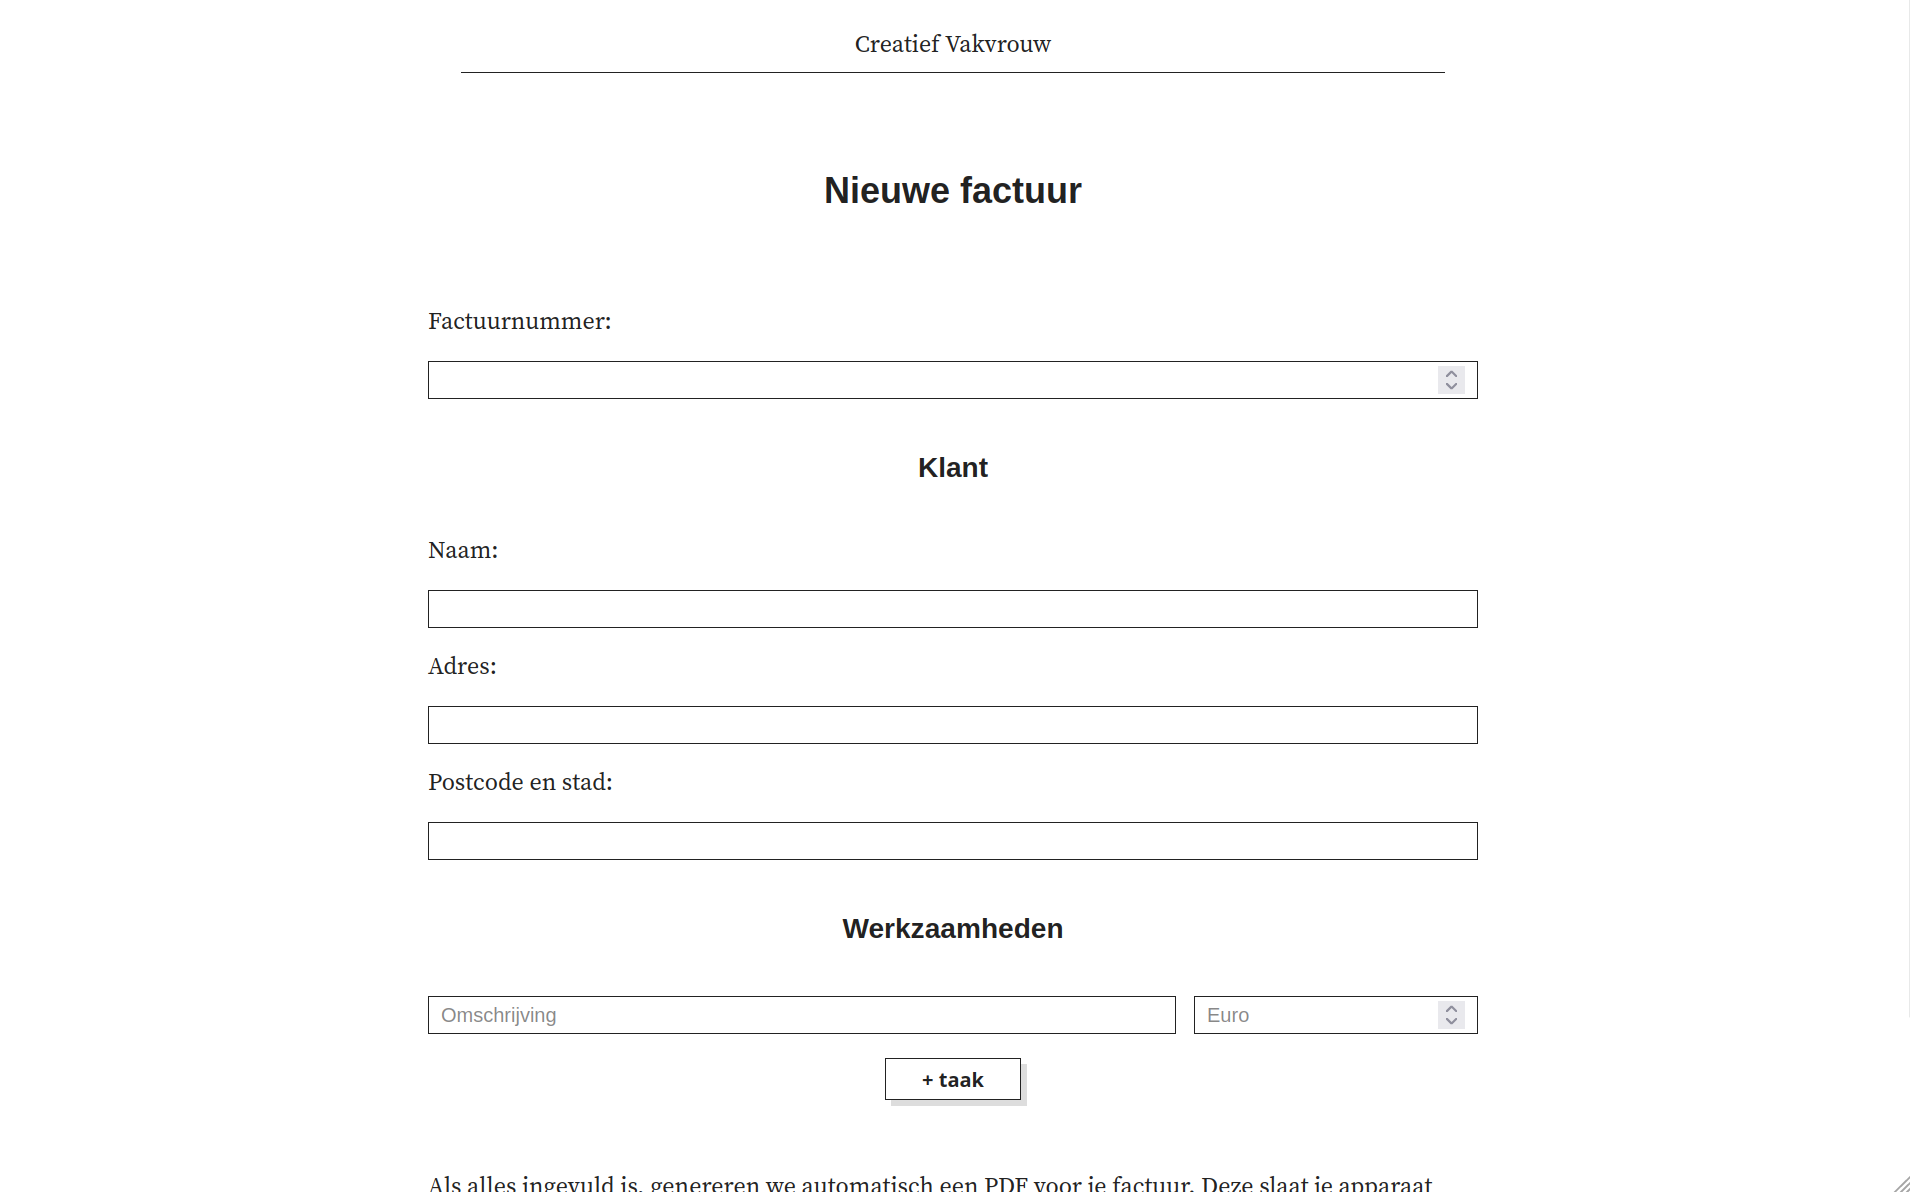 Creatief Vakvrouw
Nieuwe factuur
Factuurnummer:
Klant
Naam:
Adres:
Postcode en stad:
Werkzaamheden
Omschrijving Euro
+ taak
Als alles ingevuld is, genereren we automatisch een PDF voor je factuur. Deze slaat je apparaat